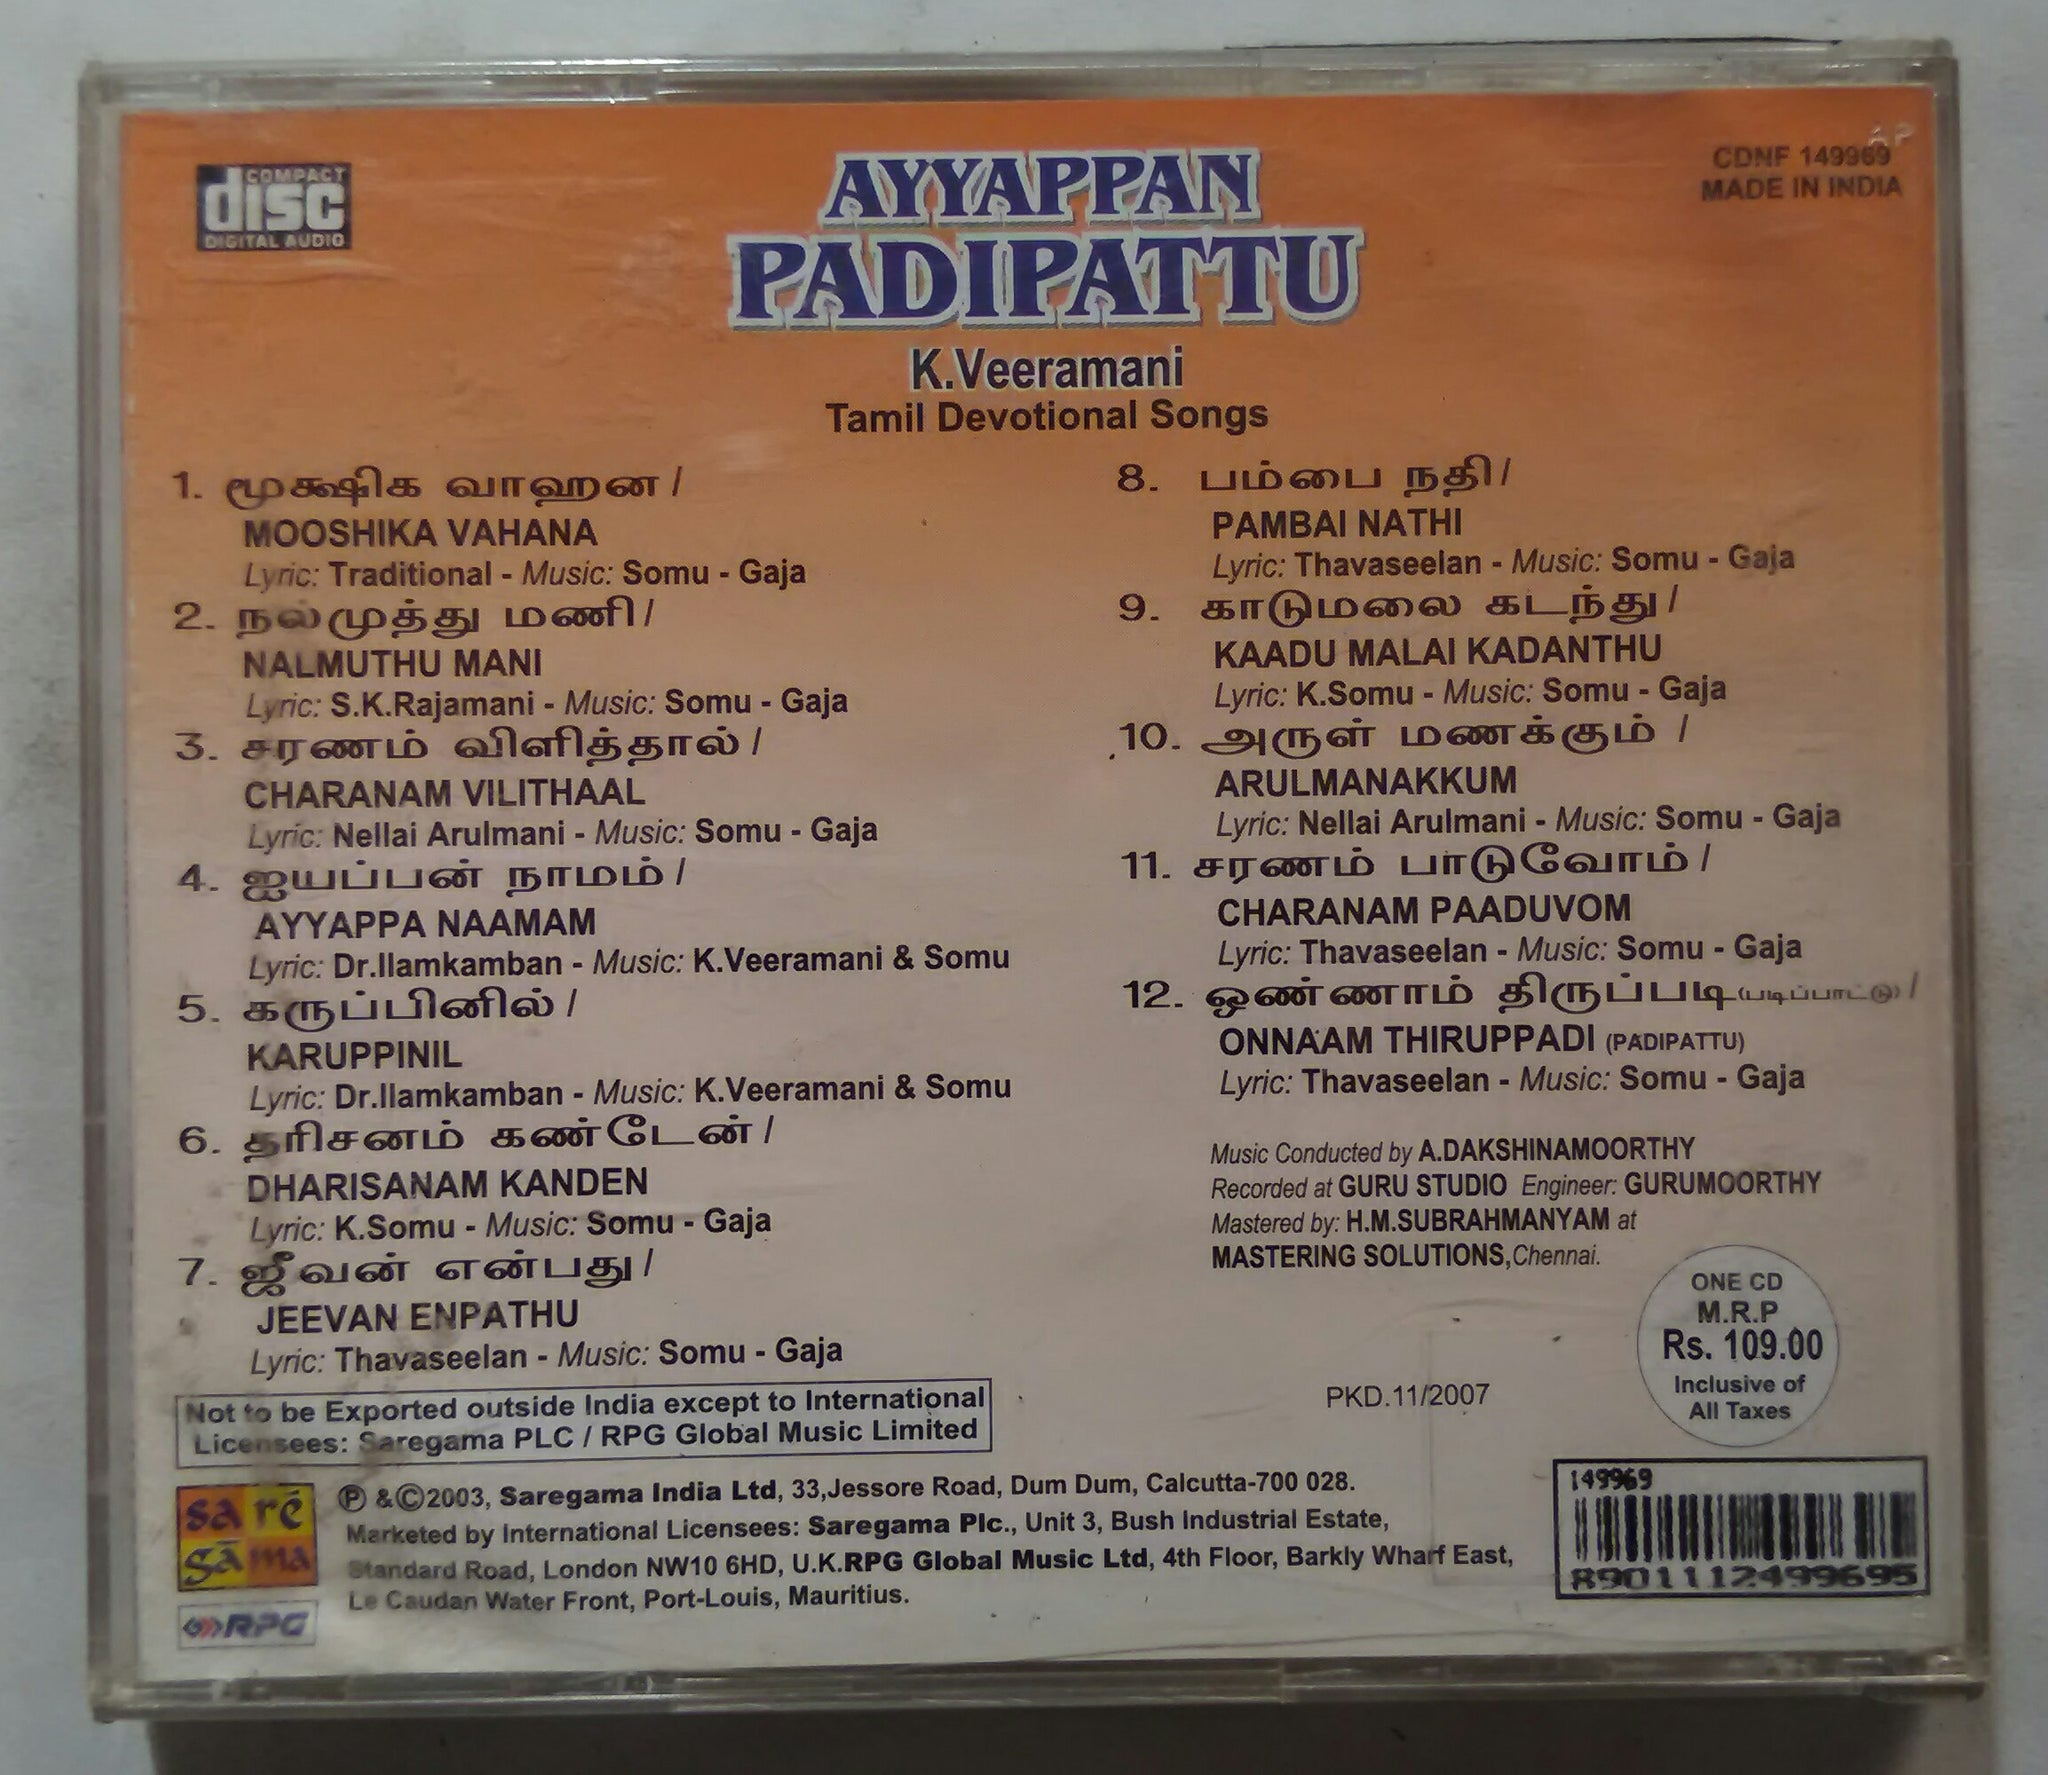 COMPACT
disc
DIGITAL AUDIO
AYYAPPAN
PADIPATTU
K.Veeramani
Tamil Devotional Songs
CDNF 149969
MADE IN INDIA
1. மூக்ஷிக வாஹன /
MOOSHIKA VAHANA
Lyric: Traditional - Music: Somu - Gaja
2. நல்முத்து மணி /
NALMUTHU MANI
Lyric: S.K.Rajamani - Music: Somu - Gaja
3. சரணம் விளித்தால் /
CHARANAM VILITHAAL
Lyric: Nellai Arulmani - Music: Somu - Gaja
4. ஐயப்பன் நாமம் /
AYYAPPA NAAMAM
Lyric: Dr.Ilamkamban - Music: K.Veeramani & Somu
5. கருப்பினில் /
KARUPPINIL
Lyric: Dr.Ilamkamban - Music: K.Veeramani & Somu
6. தரிசனம் கண்டேன் /
DHARISANAM KANDEN
Lyric: K.Somu - Music: Somu - Gaja
7. ஜீவன் என்பது /
JEEVAN ENPATHU
Lyric: Thavaseelan - Music: Somu - Gaja
8. பம்பை நதி /
PAMBAI NATHI
Lyric: Thavaseelan - Music: Somu - Gaja
9. காடுமலை கடந்து /
KAADU MALAI KADANTHU
Lyric: K.Somu - Music: Somu - Gaja
10. அருள் மணக்கும் /
ARULMANAKKUM
Lyric: Nellai Arulmani - Music: Somu - Gaja
11. சரணம் பாடுவோம் /
CHARANAM PAADUVOM
Lyric: Thavaseelan - Music: Somu - Gaja
12. ஒண்ணாம் திருப்படி (படிப்பாட்டு) /
ONNAAM THIRUPPADI (PADIPATTU)
Lyric: Thavaseelan - Music: Somu - Gaja
Music Conducted by A.DAKSHINAMOORTHY
Recorded at GURU STUDIO Engineer: GURUMOORTHY
Mastered by: H.M.SUBRAHMANYAM at
MASTERING SOLUTIONS,Chennai.
ONE CD
M.R.P
Rs. 109.00
Inclusive of
All Taxes
PKD.11/2007
Not to be Exported outside India except to International
Licensees: Saregama PLC / RPG Global Music Limited
sa ré
gā ma
RPG
℗ &©2003, Saregama India Ltd, 33,Jessore Road, Dum Dum, Calcutta-700 028.
Marketed by International Licensees: Saregama Plc., Unit 3, Bush Industrial Estate,
Standard Road, London NW10 6HD, U.K.RPG Global Music Ltd, 4th Floor, Barkly Wharf East,
Le Caudan Water Front, Port-Louis, Mauritius.
149969
8901112499695